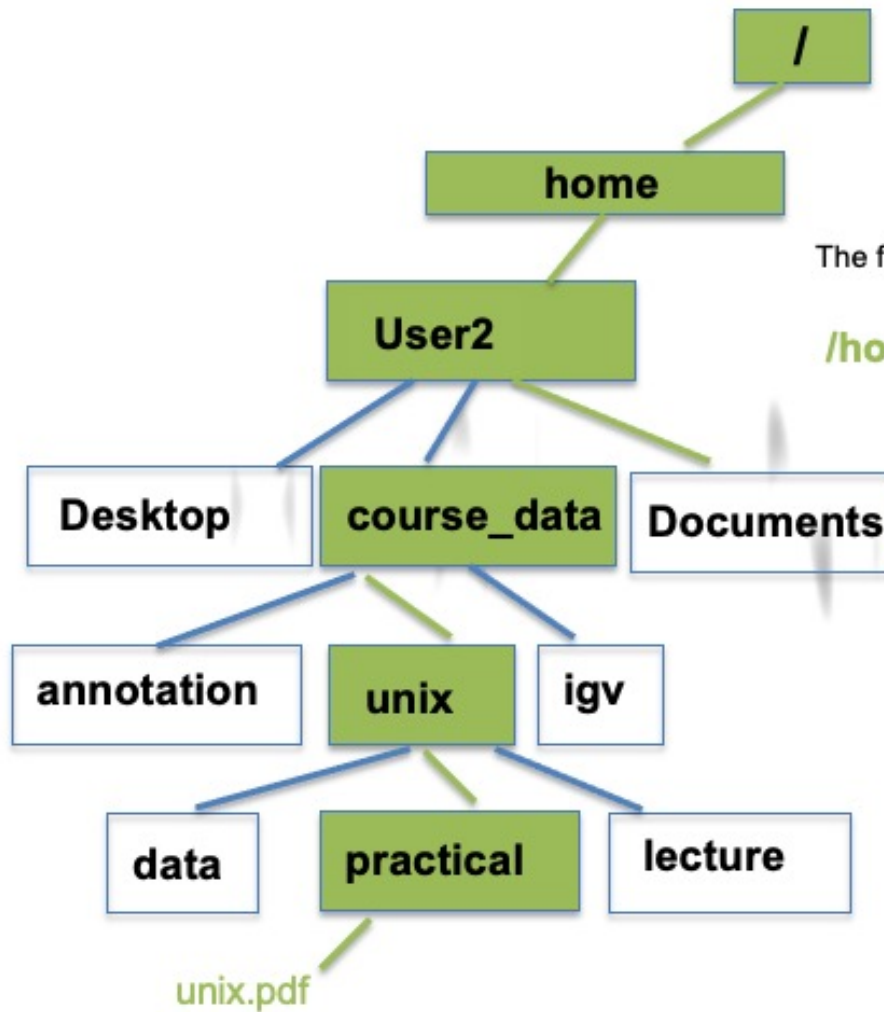 /
home
The f
User2
/ho
Desktop course_data Documents
annotation unix igv
data practical lecture
unix.pdf